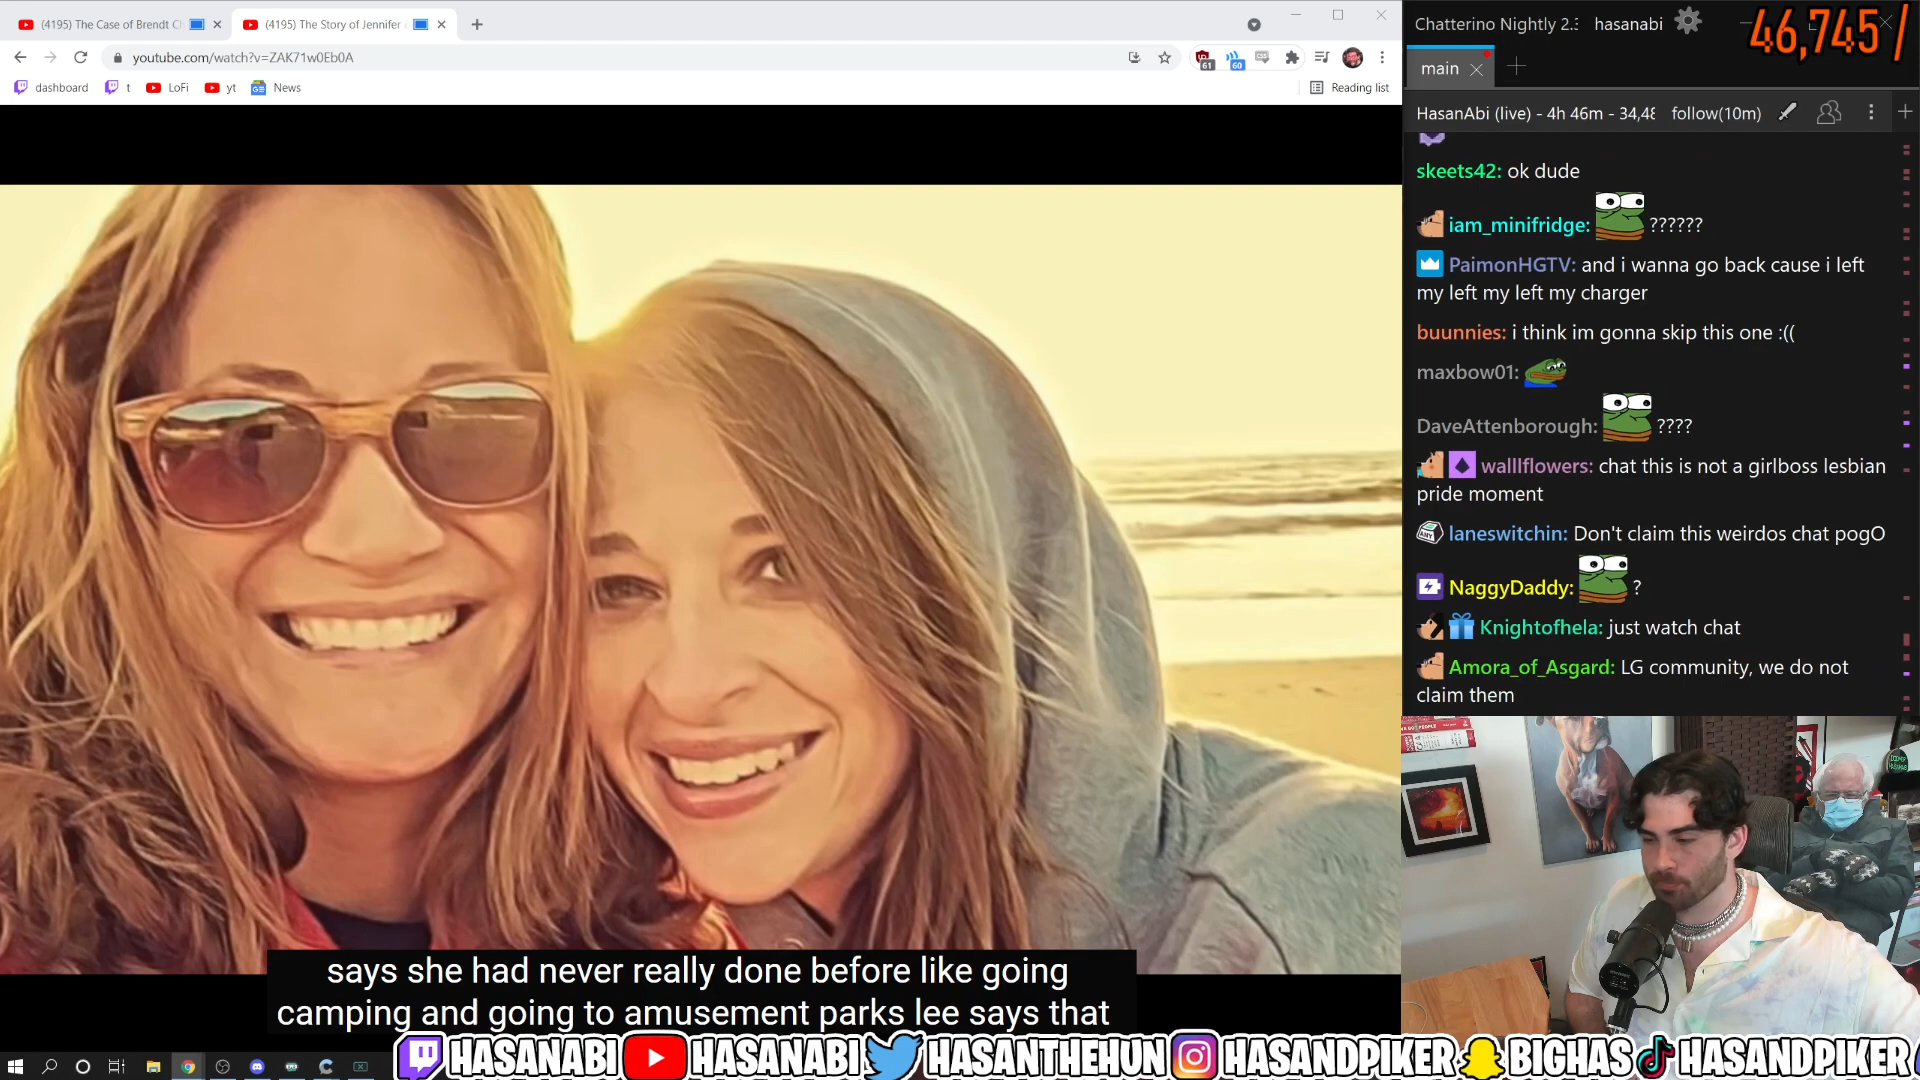 (4195) The Case of Brendt Ch
(4195) The Story of Jennifer
youtube.com/watch?v=ZAK71w0Eb0A
61
60
dashboard
t
LoFi
yt
News
Reading list
says she had never really done before like going
camping and going to amusement parks lee says that
Chatterino Nightly 2.
hasanabi
46,745 /
main
HasanAbi (live) - 4h 46m - 34,48
follow(10m)
skeets42: ok dude
iam_minifridge: ??????
PaimonHGTV: and i wanna go back cause i left
my left my left my charger
buunnies: i think im gonna skip this one :((
maxbow01:
DaveAttenborough: ????
walllflowers: chat this is not a girlboss lesbian
pride moment
laneswitchin: Don't claim this weirdos chat pogO
NaggyDaddy: ?
Knightofhela: just watch chat
Amora_of_Asgard: LG community, we do not
claim them
HASANABI HASANABI HASANTHEHUN HASANDPIKER BIGHAS HASANDPIKER